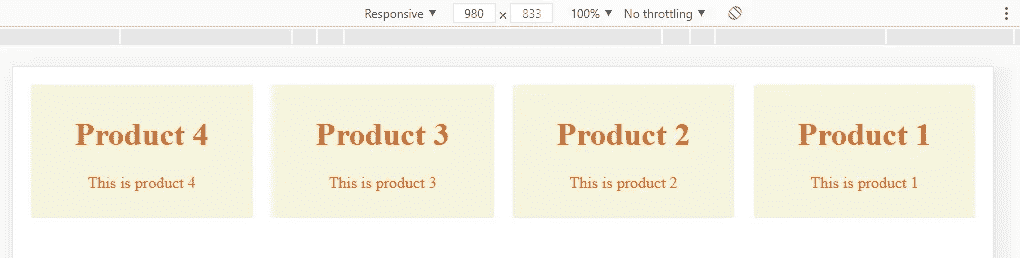 Responsive ▼ 980 x 833 100% ▼ No throttling ▼
Product 4 Product 3 Product 2 Product 1
This is product 4 This is product 3 This is product 2 This is product 1